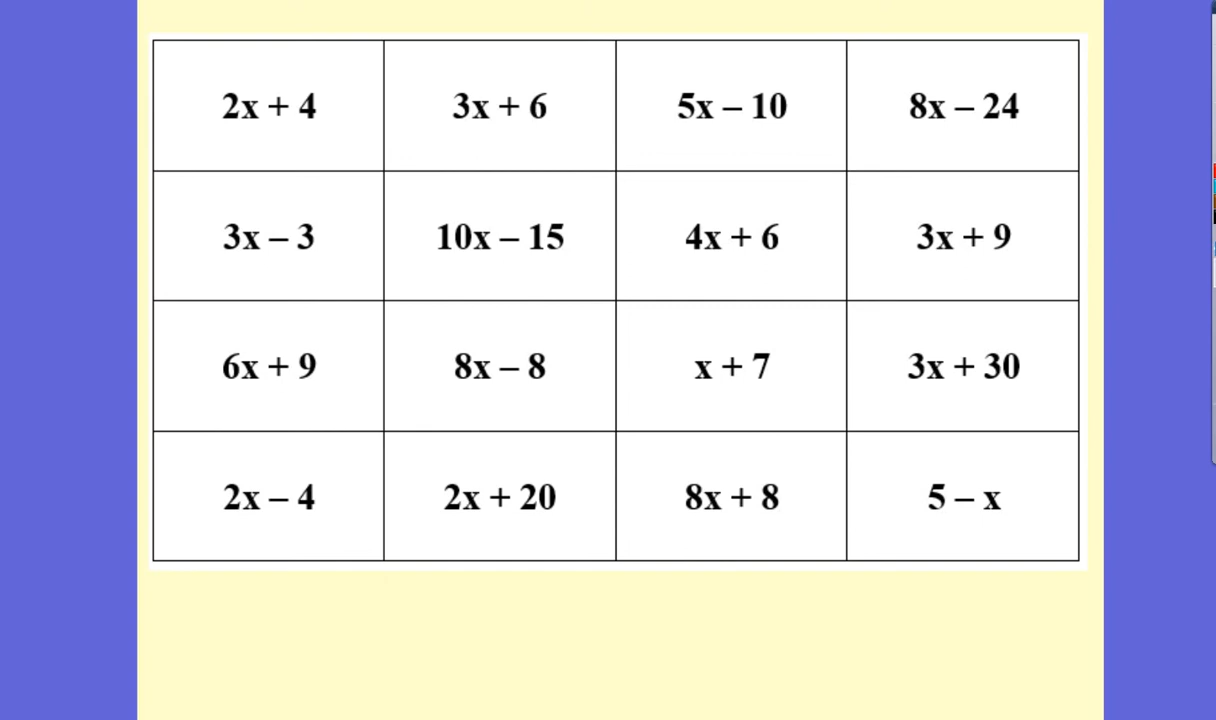 2x + 4 3x + 6 5x – 10 8x – 24
3x – 3 10x – 15 4x + 6 3x + 9
6x + 9 8x – 8 x + 7 3x + 30
2x – 4 2x + 20 8x + 8 5 – x